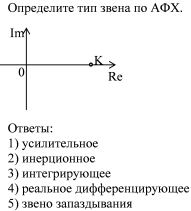 Определите тип звена по АФХ.
Im
K
0
Re
Ответы:
1) усилительное
2) инерционное
3) интегрирующее
4) реальное дифференцирующее
5) звено запаздывания